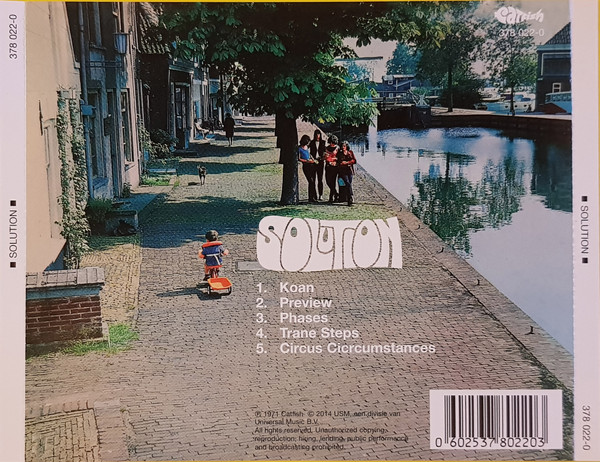 Catfish
378 022-0
378 022-0
■ SOLUTION ■
SOLUTION
1. Koan
2. Preview
3. Phases
4. Trane Steps
5. Circus Cicrcumstances
℗ 1971 Catfish. © 2014 USM, een divisie van
Universal Music B.V.
All rights reserved. Unauthorized copying,
reproduction, hiring, lending, public performance
and broadcasting prohibited.
0 602537 802203
■ SOLUTION ■
378 022-0